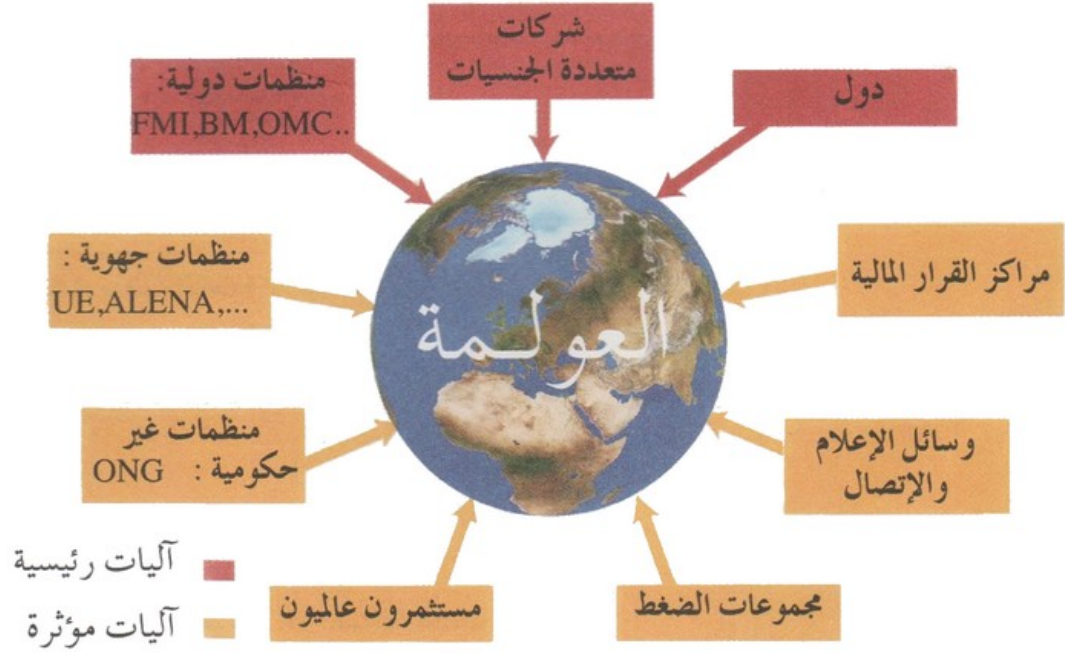 شركات
متعددة الجنسيات
دول
منظمات دولية:
FMI,BM,OMC..
مراكز القرار المالية
منظمات جهوية :
UE,ALENA,...
العولمة
وسائل الإعلام
والإتصال
منظمات غير
حكومية : ONG
مجموعات الضغط
مستثمرون عالميون
آليات رئيسية
آليات مؤثرة